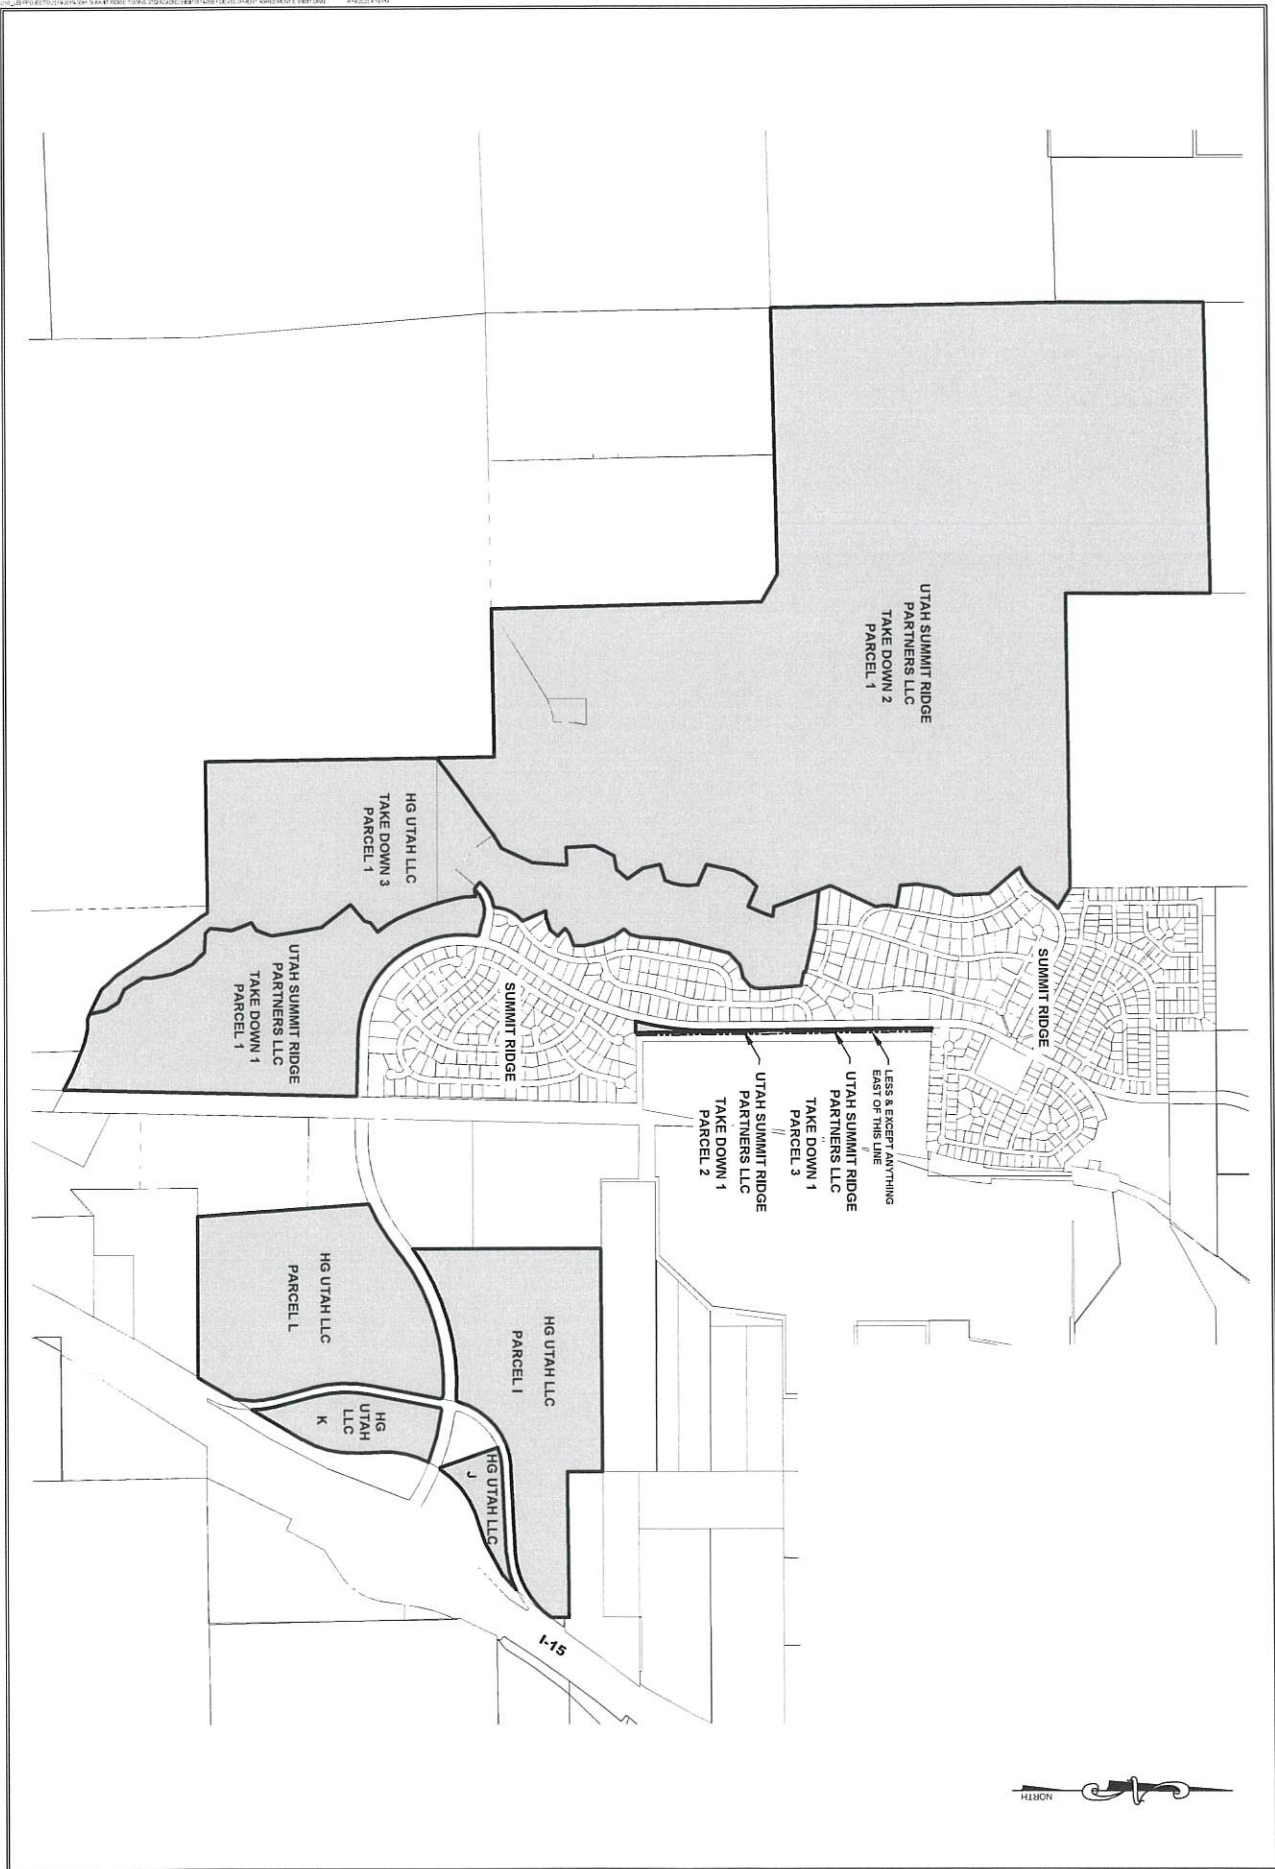 UTAH SUMMIT RIDGE
PARTNERS LLC
TAKE DOWN 2
PARCEL 1
SUMMIT RIDGE
HG UTAH LLC
TAKE DOWN 3
PARCEL 1
UTAH SUMMIT RIDGE
PARTNERS LLC
TAKE DOWN 1
PARCEL 1
SUMMIT RIDGE
LESS & EXCEPT ANYTHING
EAST OF THIS LINE
UTAH SUMMIT RIDGE
PARTNERS LLC
TAKE DOWN 1
PARCEL 3
UTAH SUMMIT RIDGE
PARTNERS LLC
TAKE DOWN 1
PARCEL 2
HG UTAH LLC
PARCEL L
HG UTAH LLC
PARCEL I
HG
UTAH
LLC
K
HG UTAH LLC
J
I-15
NORTH